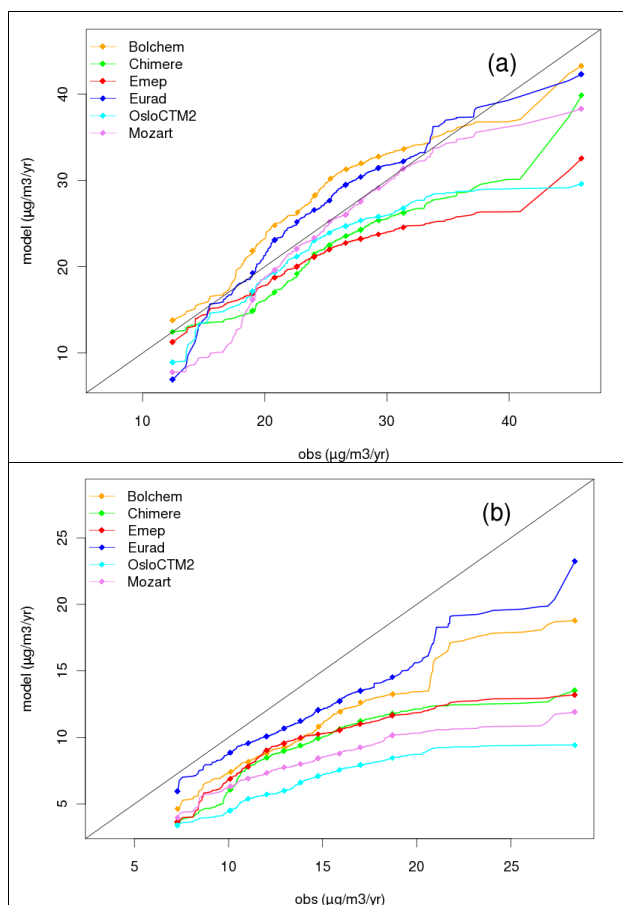 (a)
Bolchem
Chimere
Emep
Eurad
OsloCTM2
Mozart
model (µg/m3/yr)
40
30
20
10
10 20 30 40
obs (µg/m3/yr)
(b)
Bolchem
Chimere
Emep
Eurad
OsloCTM2
Mozart
model (µg/m3/yr)
25
20
15
10
5
5 10 15 20 25
obs (µg/m3/yr)